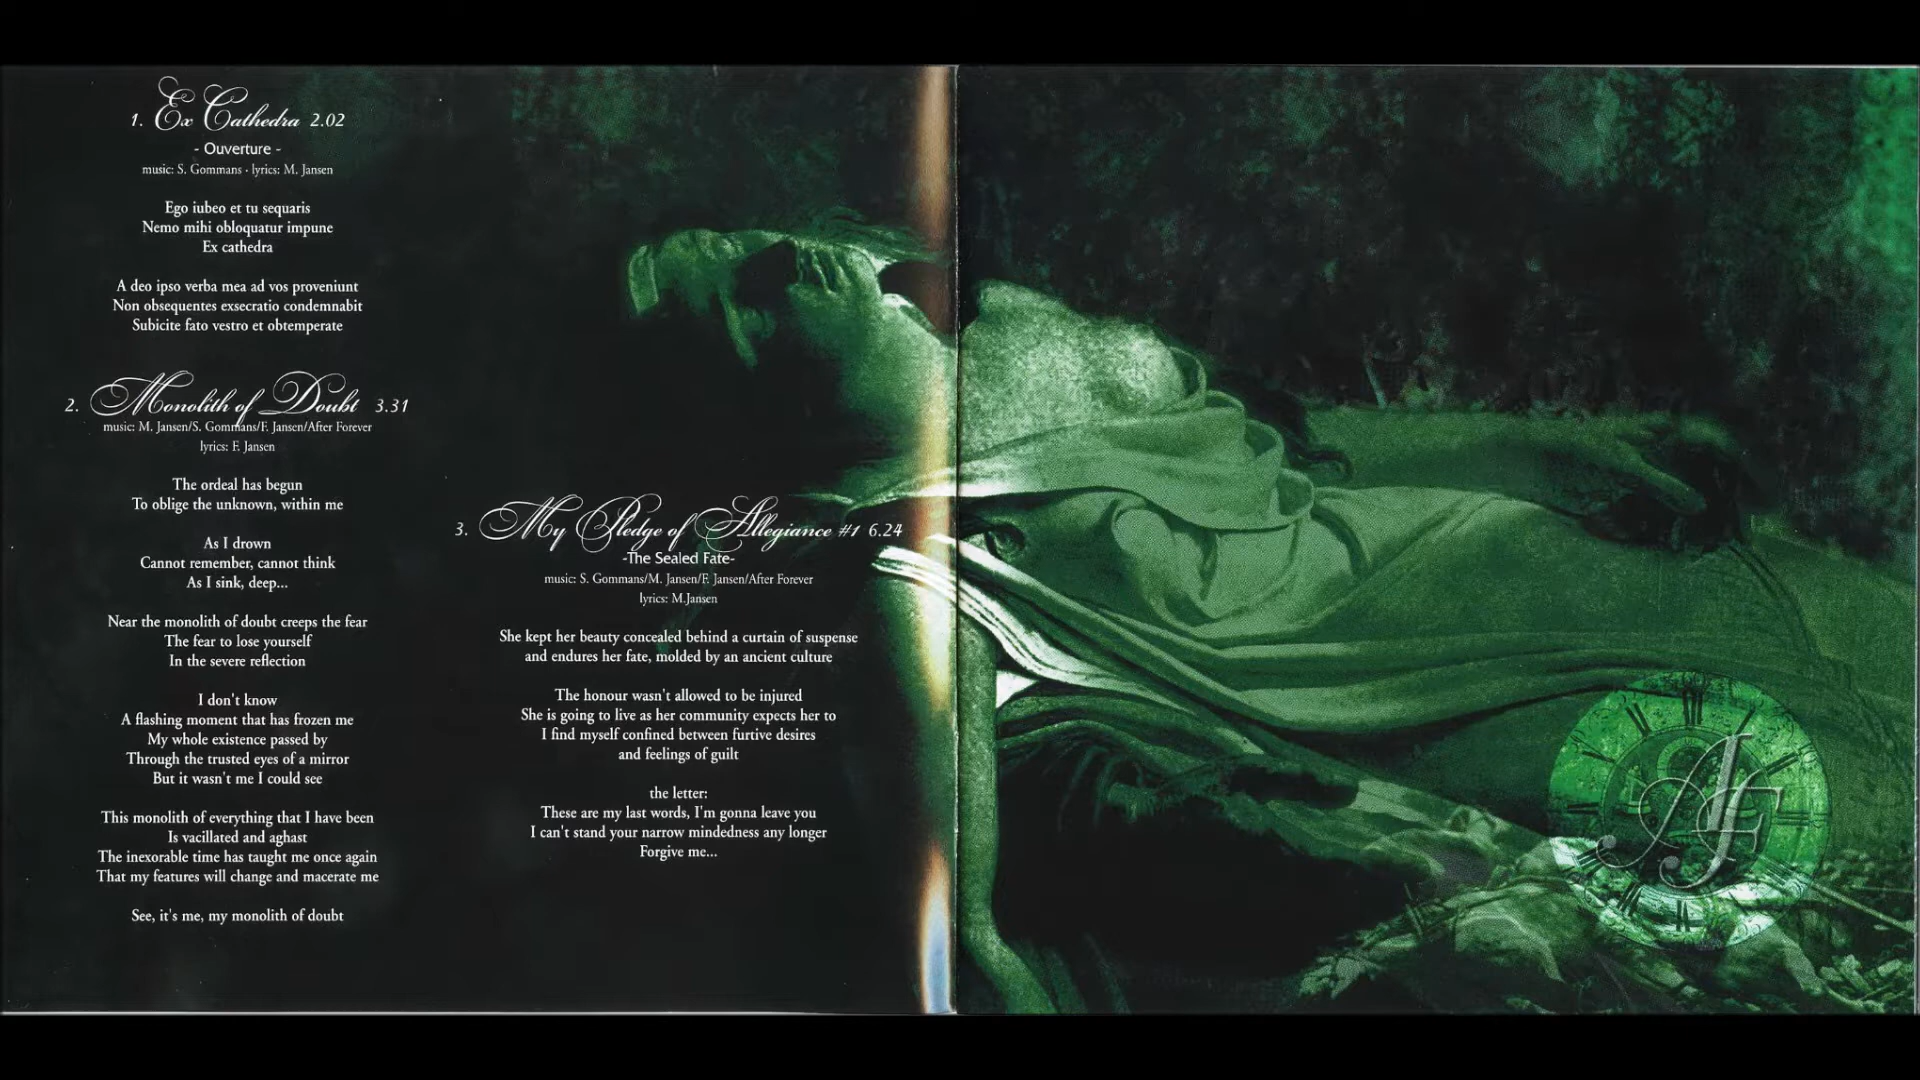 1. Ex Cathedra 2.02
- Ouverture -
music: S. Gommans · lyrics: M. Jansen
Ego iubeo et tu sequaris
Nemo mihi obloquatur impune
Ex cathedra
A deo ipso verba mea ad vos proveniunt
Non obsequentes exsecratio condemnabit
Subicite fato vestro et obtemperate
2. Monolith of Doubt 3.31
music: M. Jansen/S. Gommans/F. Jansen/After Forever
lyrics: F. Jansen
The ordeal has begun
To oblige the unknown, within me
As I drown
Cannot remember, cannot think
As I sink, deep...
Near the monolith of doubt creeps the fear
The fear to lose yourself
In the severe reflection
I don't know
A flashing moment that has frozen me
My whole existence passed by
Through the trusted eyes of a mirror
But it wasn't me I could see
This monolith of everything that I have been
Is vacillated and aghast
The inexorable time has taught me once again
That my features will change and macerate me
See, it's me, my monolith of doubt
3. My Pledge of Allegiance #1 6.24
-The Sealed Fate-
music: S. Gommans/M. Jansen/F. Jansen/After Forever
lyrics: M.Jansen
She kept her beauty concealed behind a curtain of suspense
and endures her fate, molded by an ancient culture
The honour wasn't allowed to be injured
She is going to live as her community expects her to
I find myself confined between furtive desires
and feelings of guilt
the letter:
These are my last words, I'm gonna leave you
I can't stand your narrow mindedness any longer
Forgive me...
AF